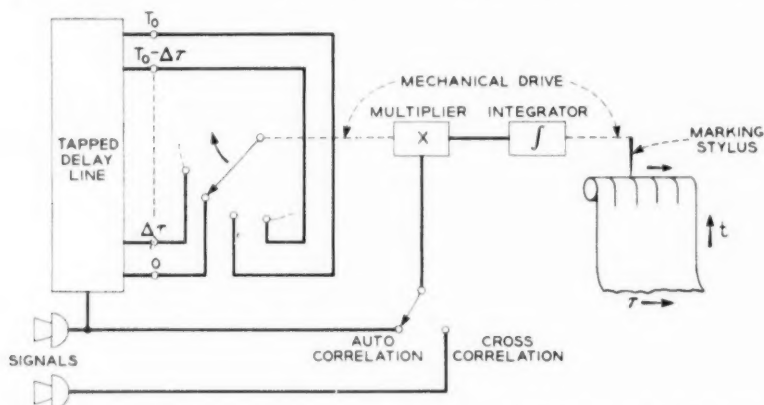 T₀
T₀-Δτ
TAPPED
DELAY
LINE
Δτ
0
MECHANICAL DRIVE
MULTIPLIER
X
INTEGRATOR
∫
MARKING
STYLUS
t
τ
AUTO
CORRELATION
CROSS
CORRELATION
SIGNALS